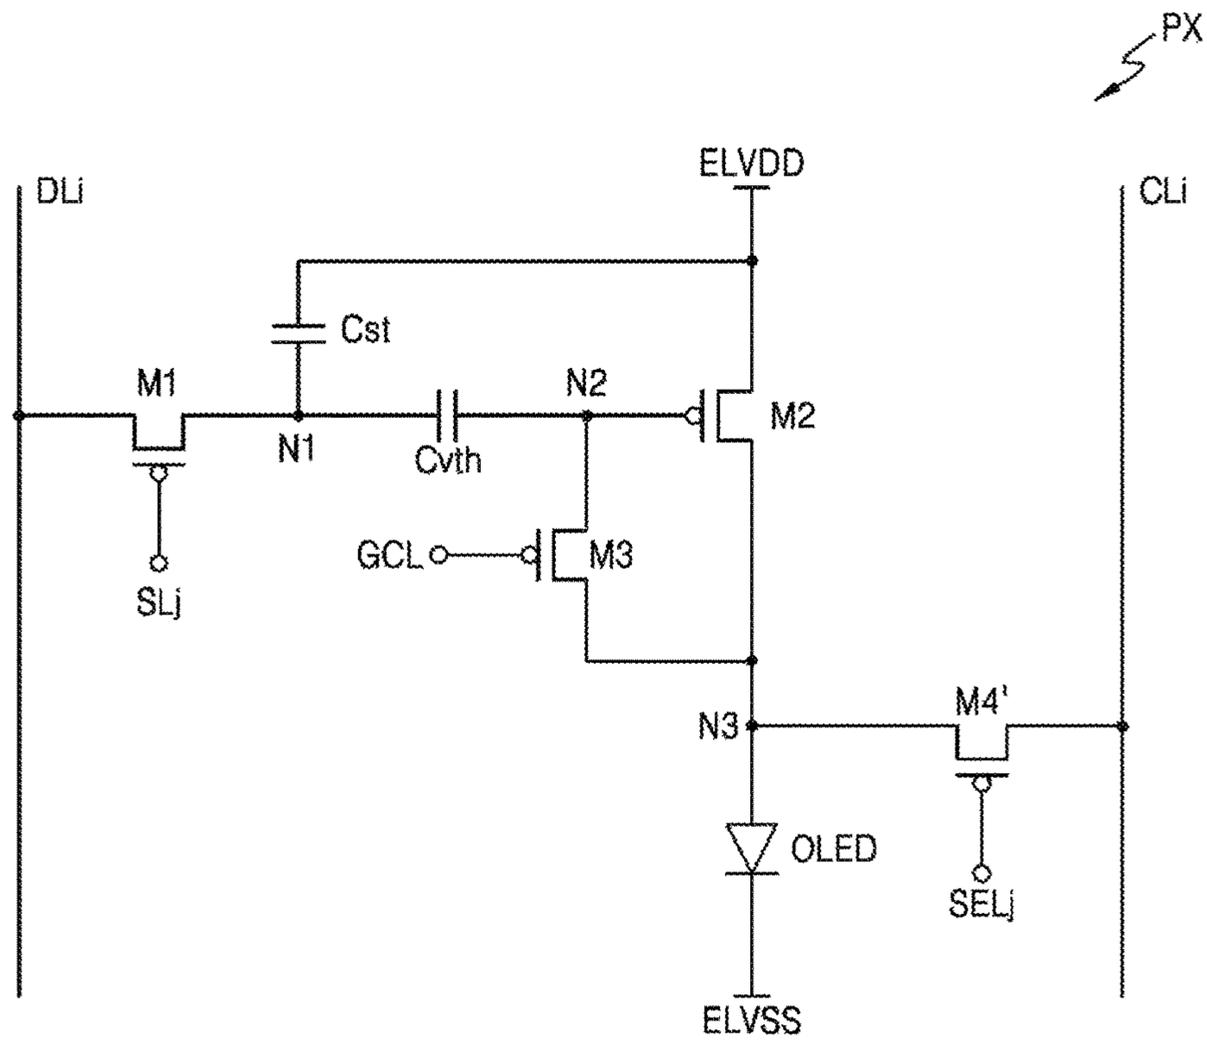 PX
ELVDD
DLi
CLi
Cst
M1
N2
M2
N1
Cvth
GCL
M3
SLj
M4'
N3
OLED
SELj
ELVSS